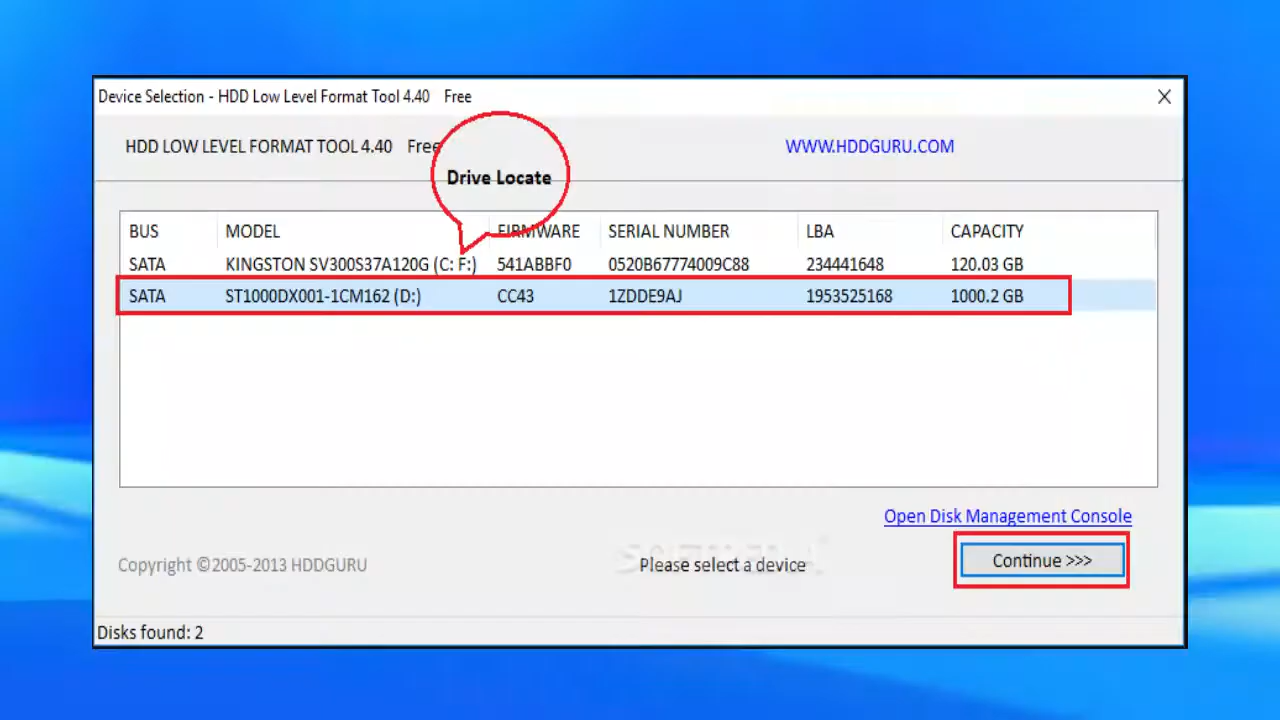 Device Selection - HDD Low Level Format Tool 4.40 Free
HDD LOW LEVEL FORMAT TOOL 4.40 Free
WWW.HDDGURU.COM
Drive Locate
BUS MODEL FIRMWARE SERIAL NUMBER LBA CAPACITY
SATA KINGSTON SV300S37A120G (C: F:) 541ABBF0 0520B67774009C88 234441648 120.03 GB
SATA ST1000DX001-1CM162 (D:) CC43 1ZDDE9AJ 1953525168 1000.2 GB
Open Disk Management Console
SOFTPEDIA
Copyright ©2005-2013 HDDGURU
Please select a device
Continue >>>
Disks found: 2